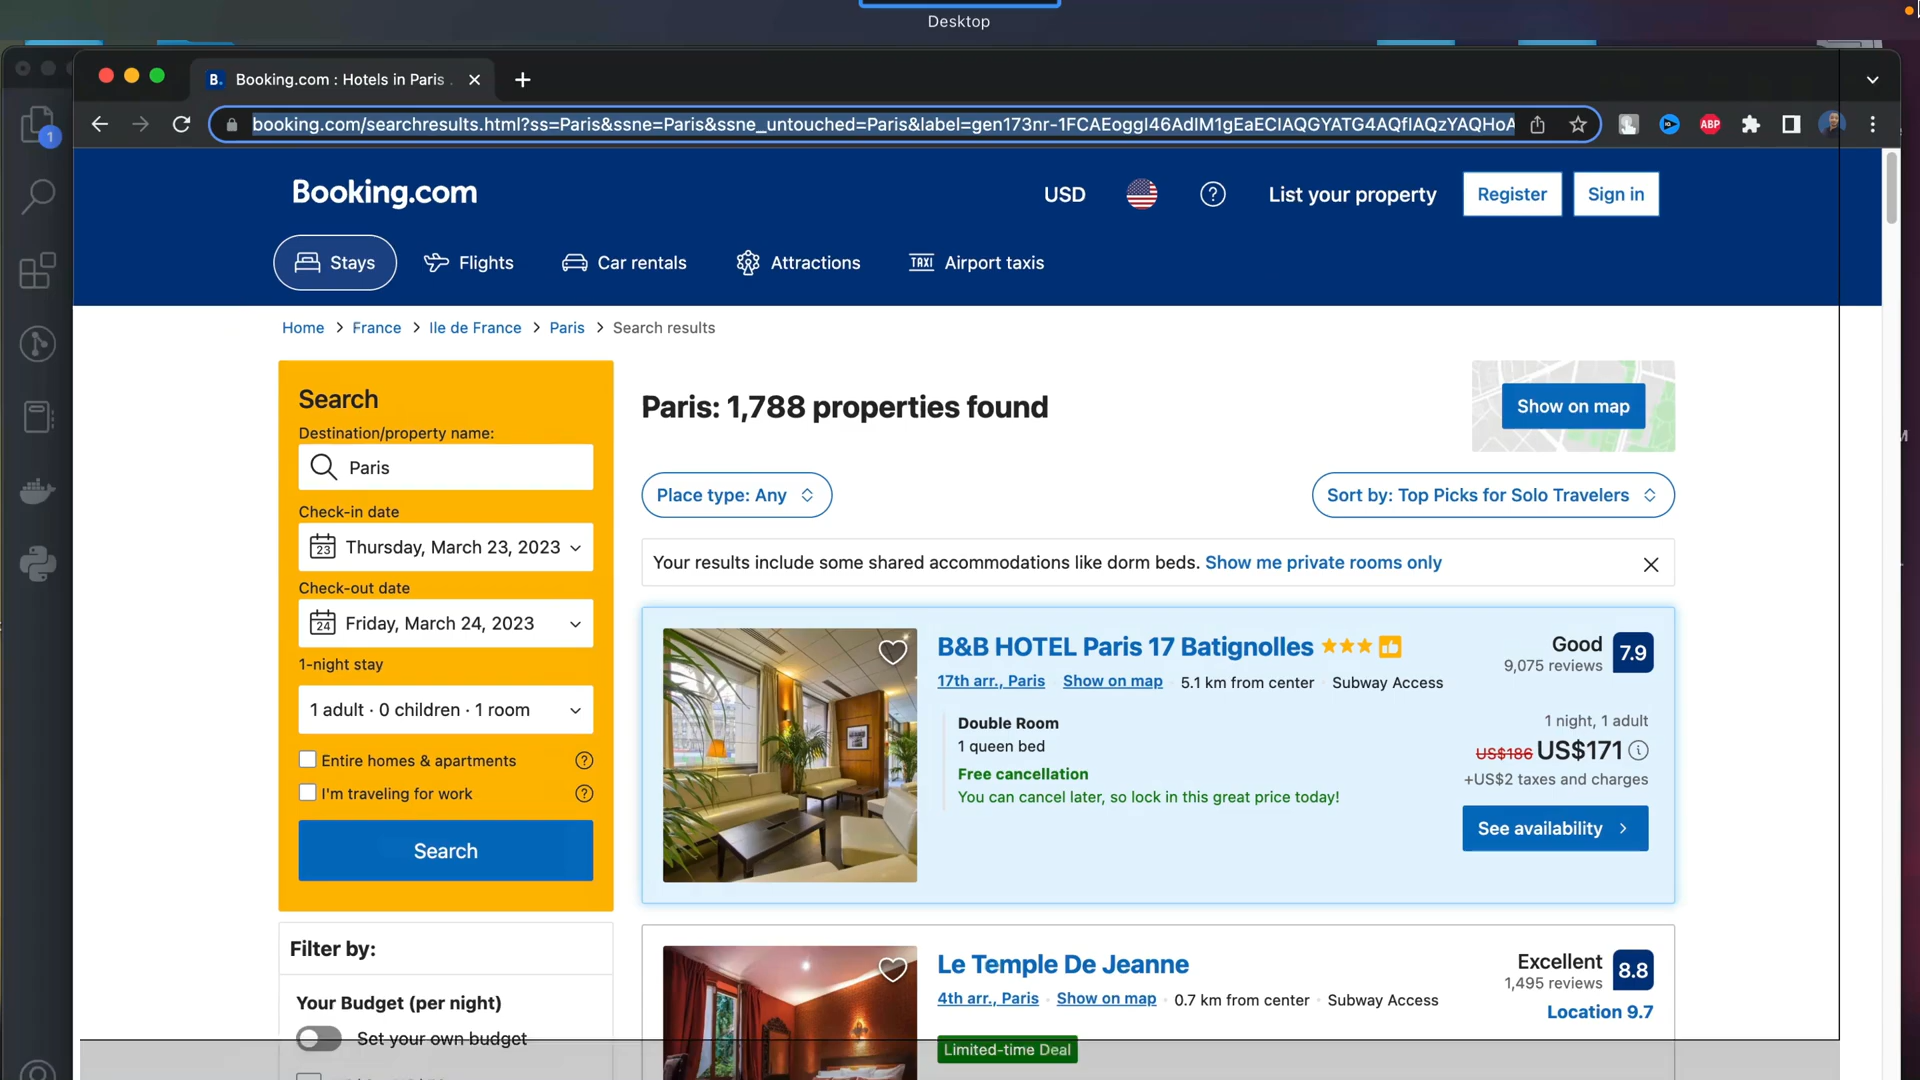 Desktop
B. Booking.com : Hotels in Paris
booking.com/searchresults.html?ss=Paris&ssne=Paris&ssne_untouched=Paris&label=gen173nr-1FCAEoggI46AdIM1gEaECIAQGYATG4AQfIAQzYAQHoA
ABP
1
Booking.com
USD
List your property
Register
Sign in
Stays
Flights
Car rentals
Attractions
TAXI Airport taxis
Home > France > Ile de France > Paris > Search results
Search
Destination/property name:
Paris
Check-in date
23 Thursday, March 23, 2023
Check-out date
24 Friday, March 24, 2023
1-night stay
1 adult · 0 children · 1 room
Entire homes & apartments
I'm traveling for work
Search
Filter by:
Your Budget (per night)
Set your own budget
Paris: 1,788 properties found
Show on map
Place type: Any
Sort by: Top Picks for Solo Travelers
Your results include some shared accommodations like dorm beds. Show me private rooms only
B&B HOTEL Paris 17 Batignolles
17th arr., Paris · Show on map · 5.1 km from center · Subway Access
Double Room
1 queen bed
Free cancellation
You can cancel later, so lock in this great price today!
Good
9,075 reviews
7.9
1 night, 1 adult
US$186 US$171
+US$2 taxes and charges
See availability
Le Temple De Jeanne
4th arr., Paris · Show on map · 0.7 km from center · Subway Access
Limited-time Deal
Excellent
1,495 reviews
8.8
Location 9.7